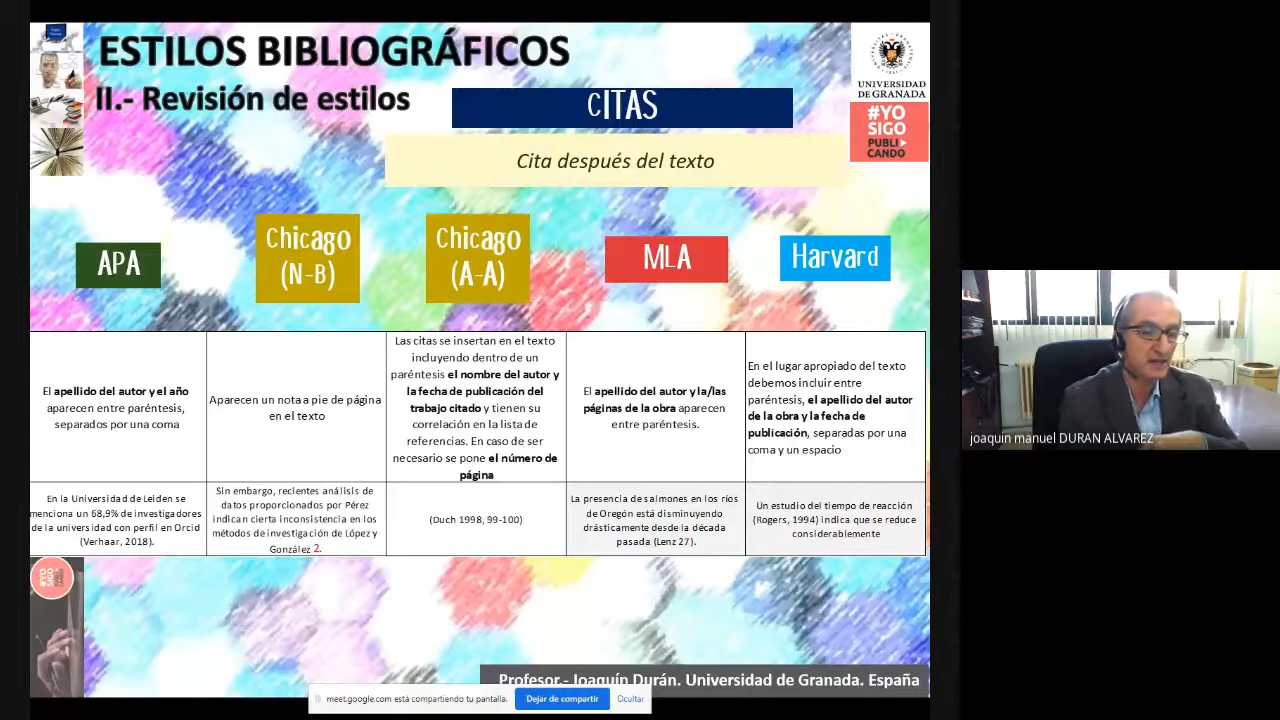 ESTILOS BIBLIOGRÁFICOS
II.- Revisión de estilos
CITAS
Cita después del texto
UNIVERSIDAD
DE GRANADA
#YO
SIGO
PUBLI
CANDO
APA
Chicago
(N-B)
Chicago
(A-A)
MLA
Harvard
El apellido del autor y el año
aparecen entre paréntesis,
separados por una coma
Aparecen un nota a pie de página
en el texto
Las citas se insertan en el texto
incluyendo dentro de un
paréntesis el nombre del autor y
la fecha de publicación del
trabajo citado y tienen su
correlación en la lista de
referencias. En caso de ser
necesario se pone el número de
página
El apellido del autor y la/las
páginas de la obra aparecen
entre paréntesis.
En el lugar apropiado del texto
debemos incluir entre
paréntesis, el apellido del autor
de la obra y la fecha de
publicación, separadas por una
coma y un espacio
En la Universidad de Leiden se
menciona un 68,9% de investigadores
de la universidad con perfil en Orcid
(Verhaar, 2018).
Sin embargo, recientes análisis de
datos proporcionados por Pérez
indican cierta inconsistencia en los
métodos de investigación de López y
González 2.
(Duch 1998, 99-100)
La presencia de salmones en los ríos
de Oregón está disminuyendo
drásticamente desde la década
pasada (Lenz 27).
Un estudio del tiempo de reacción
(Rogers, 1994) indica que se reduce
considerablemente
joaquin manuel DURAN ALVAREZ
#YO
SIGO
PUBLI
CANDO
Profesor.- Joaquín Durán. Universidad de Granada. España
meet.google.com está compartiendo tu pantalla.
Dejar de compartir
Ocultar